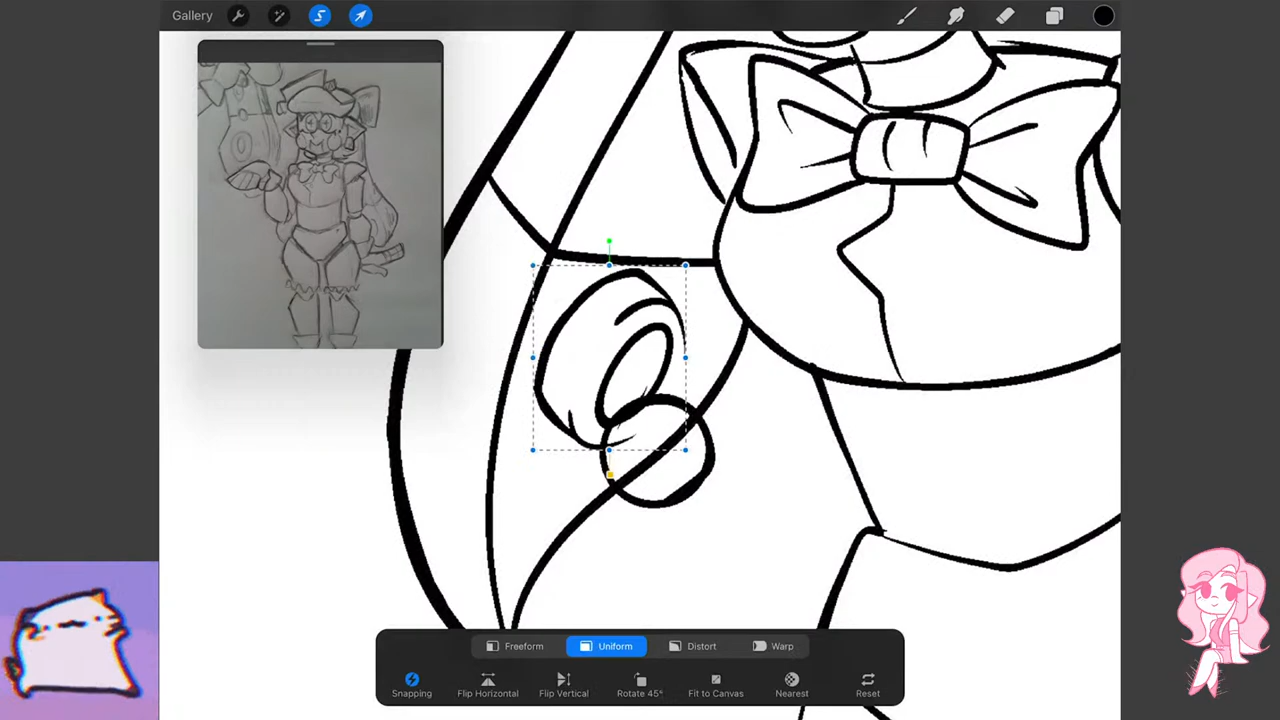 Gallery
Freeform Uniform Distort Warp
Snapping Flip Horizontal Flip Vertical Rotate 45° Fit to Canvas Nearest Reset